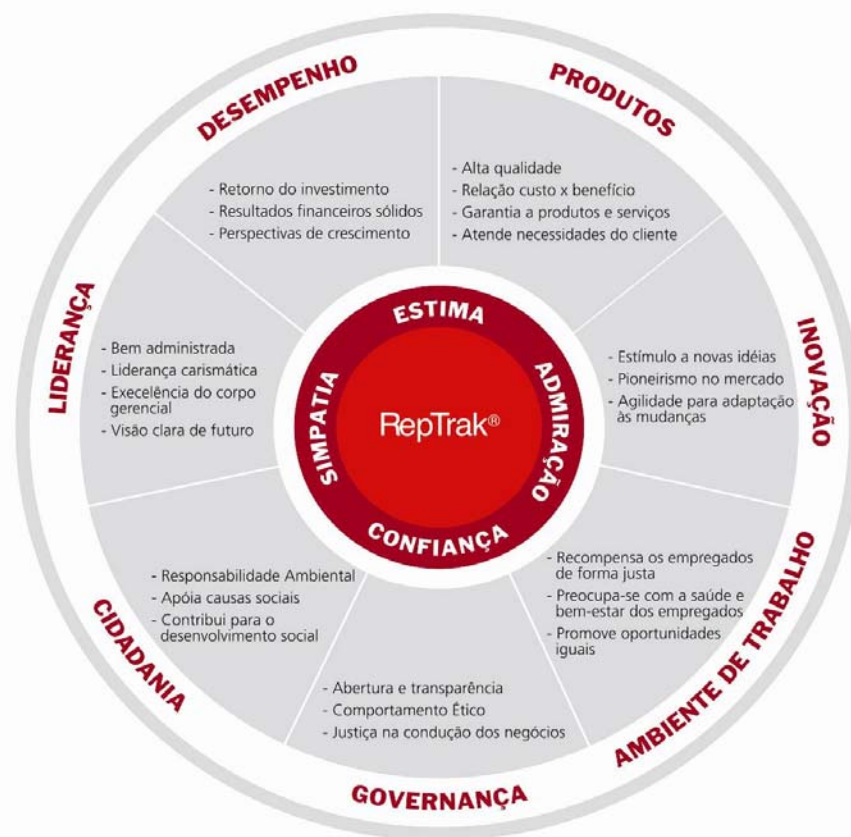 DESEMPENHO
- Retorno do investimento
- Resultados financeiros sólidos
- Perspectivas de crescimento
PRODUTOS
- Alta qualidade
- Relação custo x benefício
- Garantia a produtos e serviços
- Atende necessidades do cliente
INOVAÇÃO
- Estímulo a novas idéias
- Pioneirismo no mercado
- Agilidade para adaptação
às mudanças
AMBIENTE DE TRABALHO
- Recompensa os empregados
de forma justa
- Preocupa-se com a saúde e
bem-estar dos empregados
- Promove oportunidades
iguais
GOVERNANÇA
- Abertura e transparência
- Comportamento Ético
- Justiça na condução dos negócios
CIDADANIA
- Responsabilidade Ambiental
- Apóia causas sociais
- Contribui para o
desenvolvimento social
LIDERANÇA
- Bem administrada
- Liderança carismática
- Execelência do corpo
gerencial
- Visão clara de futuro
ESTIMA
ADMIRAÇÃO
CONFIANÇA
SIMPATIA
RepTrak®